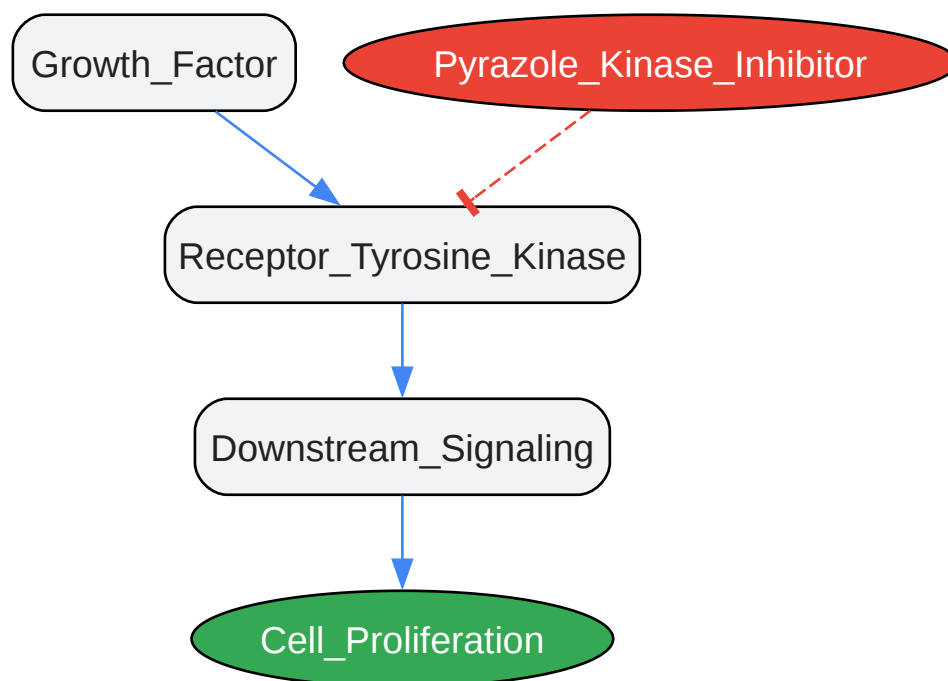 Growth_Factor
Pyrazole_Kinase_Inhibitor
Receptor_Tyrosine_Kinase
Downstream_Signaling
Cell_Proliferation